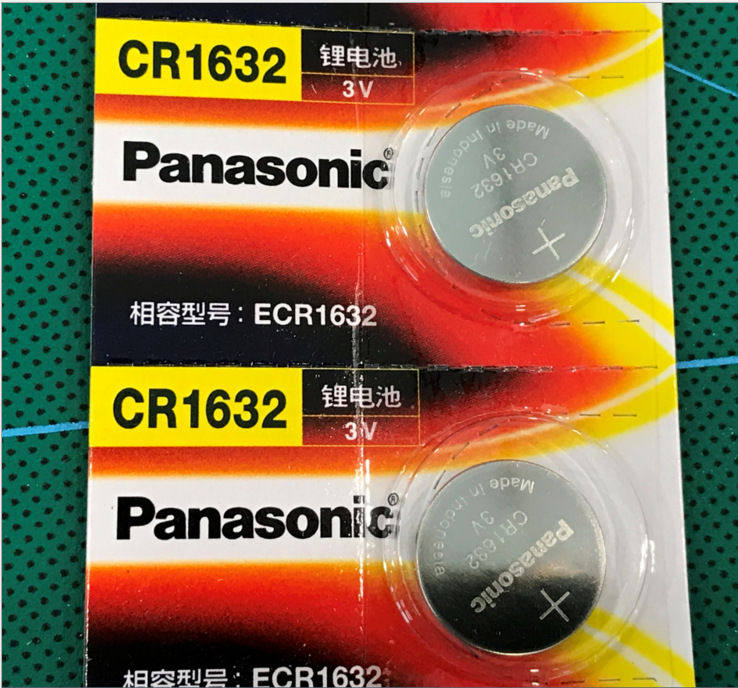 CR1632
锂电池
3V
Panasonic®
Made in Indonesia
3V
CR1632
Panasonic
+
相容型号：ECR1632
CR1632
锂电池
3V
Panasonic®
Made in Indonesia
3V
CR1632
Panasonic
+
相容型号：ECR1632